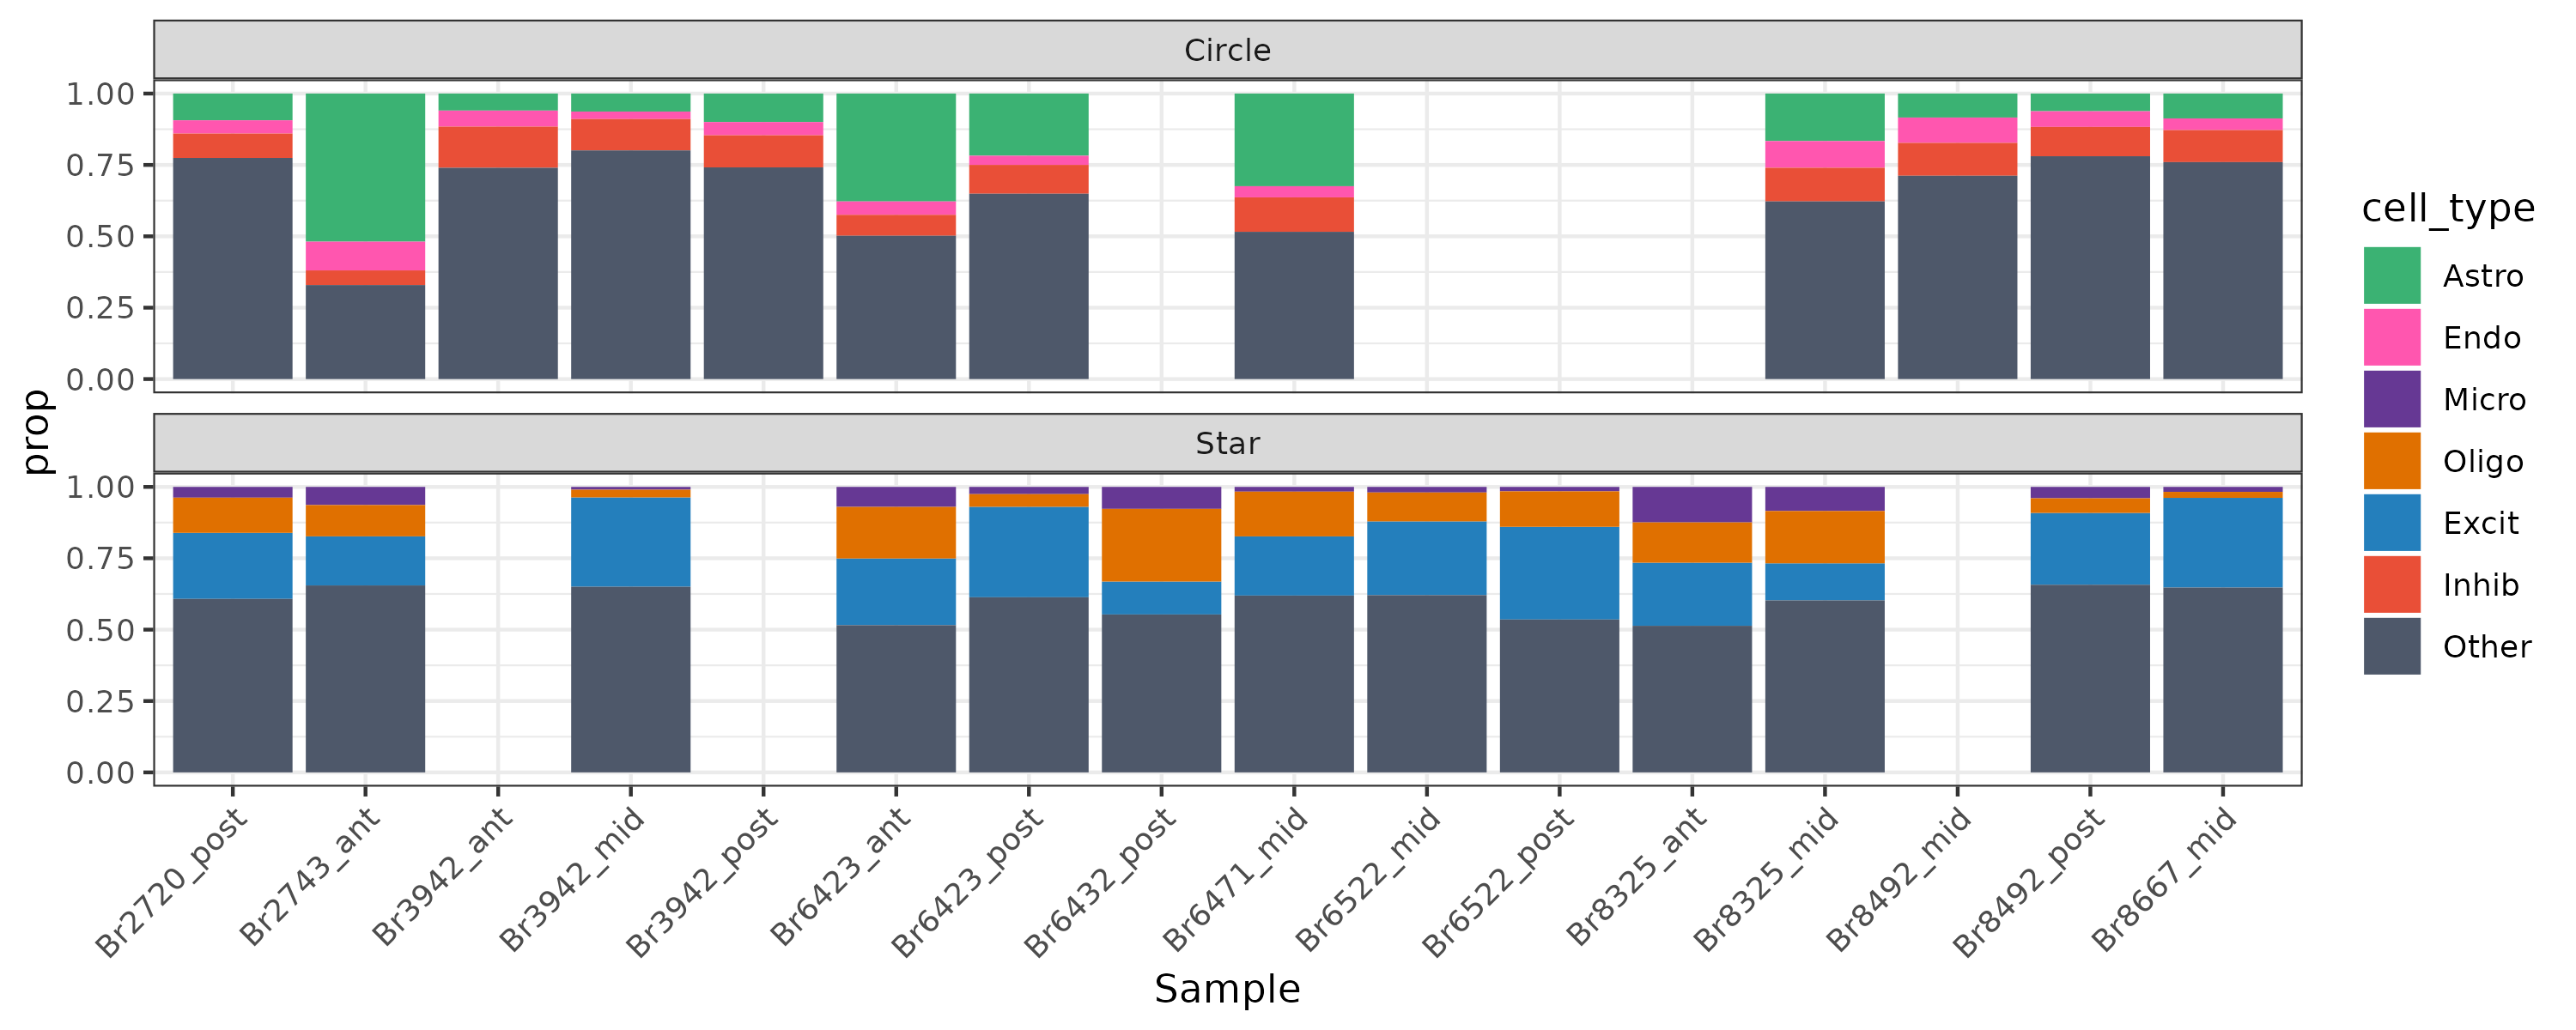 Circle
1.00
0.75
0.50
0.25
0.00
Star
1.00
0.75
0.50
0.25
0.00
prop
Br2720_post
Br2743_ant
Br3942_ant
Br3942_mid
Br3942_post
Br6423_ant
Br6423_post
Br6432_post
Br6471_mid
Br6522_mid
Br6522_post
Br8325_ant
Br8325_mid
Br8492_mid
Br8492_post
Br8667_mid
Sample
cell_type
Astro
Endo
Micro
Oligo
Excit
Inhib
Other